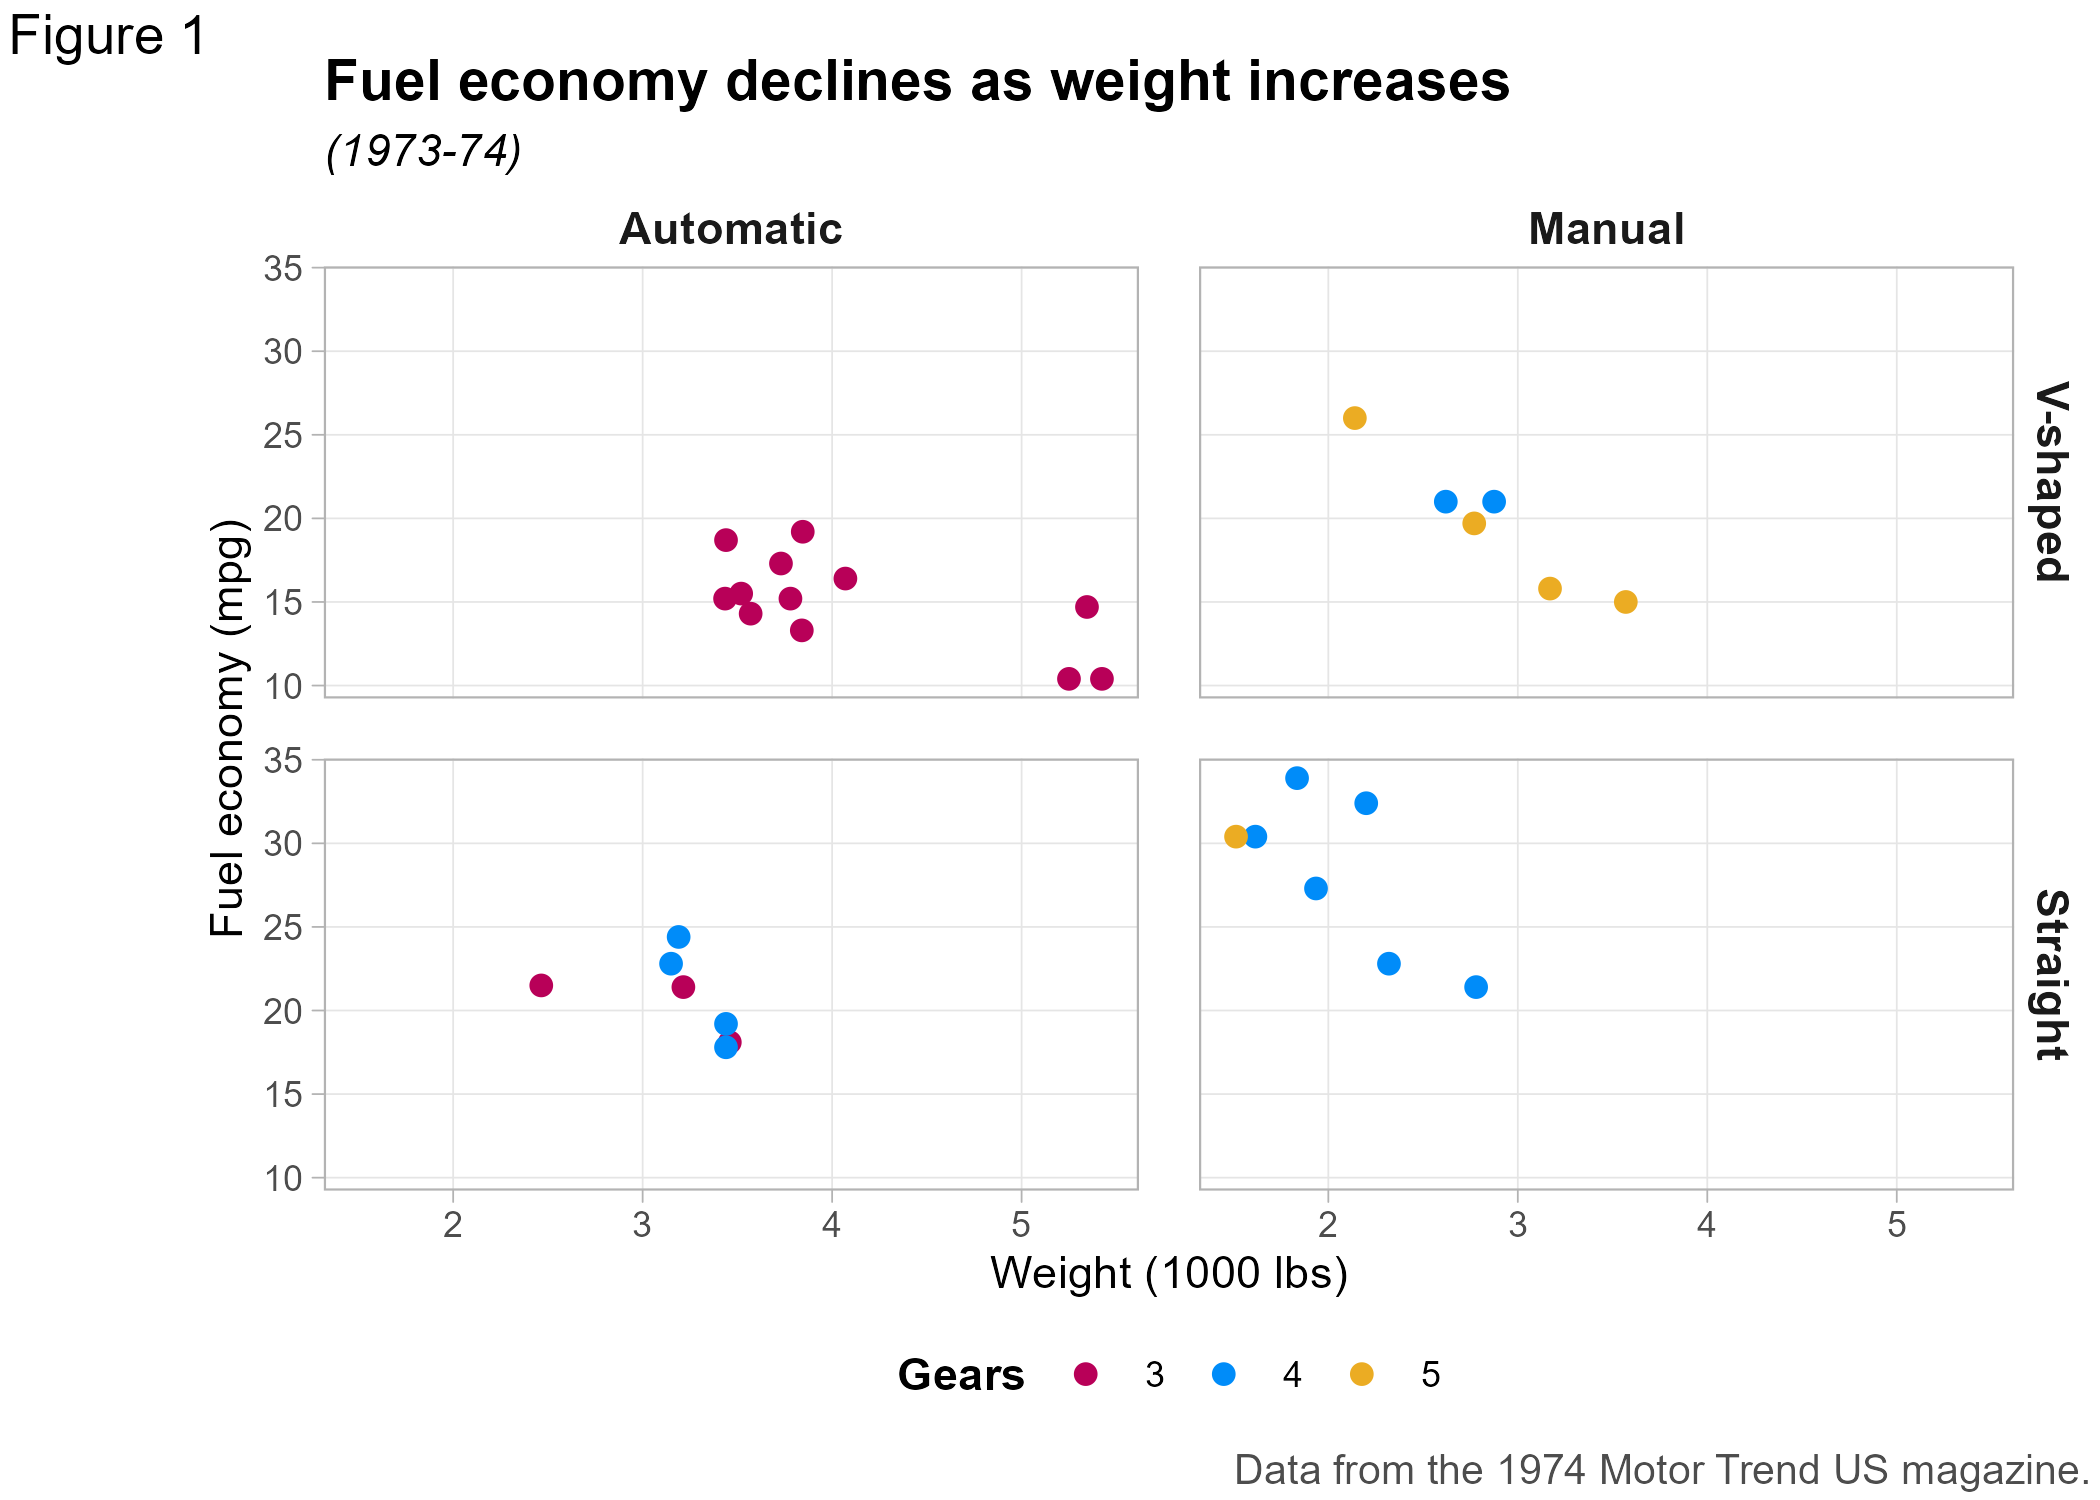 Figure 1
Fuel economy declines as weight increases
(1973-74)
Automatic
Manual
35
30
25
20
15
10
V-shaped
Fuel economy (mpg)
35
30
25
20
15
10
Straight
2
3
4
5
2
3
4
5
Weight (1000 lbs)
Gears 3 4 5
Data from the 1974 Motor Trend US magazine.